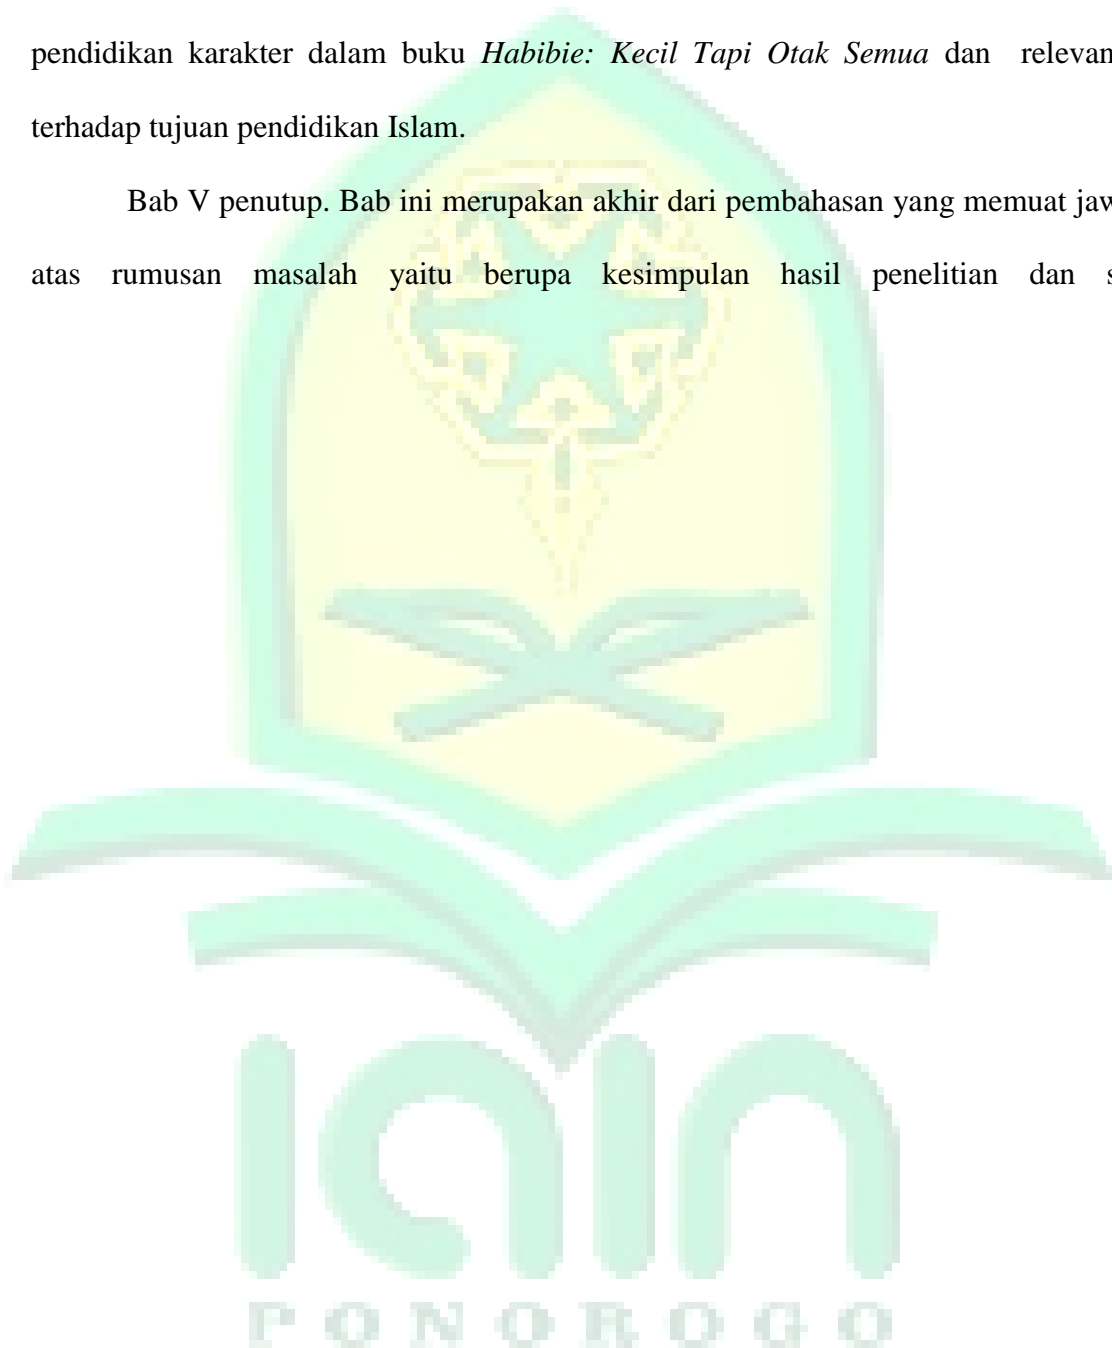 pendidikan karakter dalam buku Habibie: Kecil Tapi Otak Semua dan relevan
terhadap tujuan pendidikan Islam.
Bab V penutup. Bab ini merupakan akhir dari pembahasan yang memuat jaw
atas rumusan masalah yaitu berupa kesimpulan hasil penelitian dan s
iain
PONOROGO